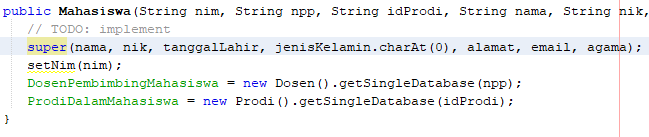 public Mahasiswa(String nim, String npp, String idProdi, String nama, String nik,
// TODO: implement
super(nama, nik, tanggalLahir, jenisKelamin.charAt(0), alamat, email, agama);
setNim(nim);
DosenPembimbingMahasiswa = new Dosen().getSingleDatabase(npp);
ProdiDalamMahasiswa = new Prodi().getSingleDatabase(idProdi);
}